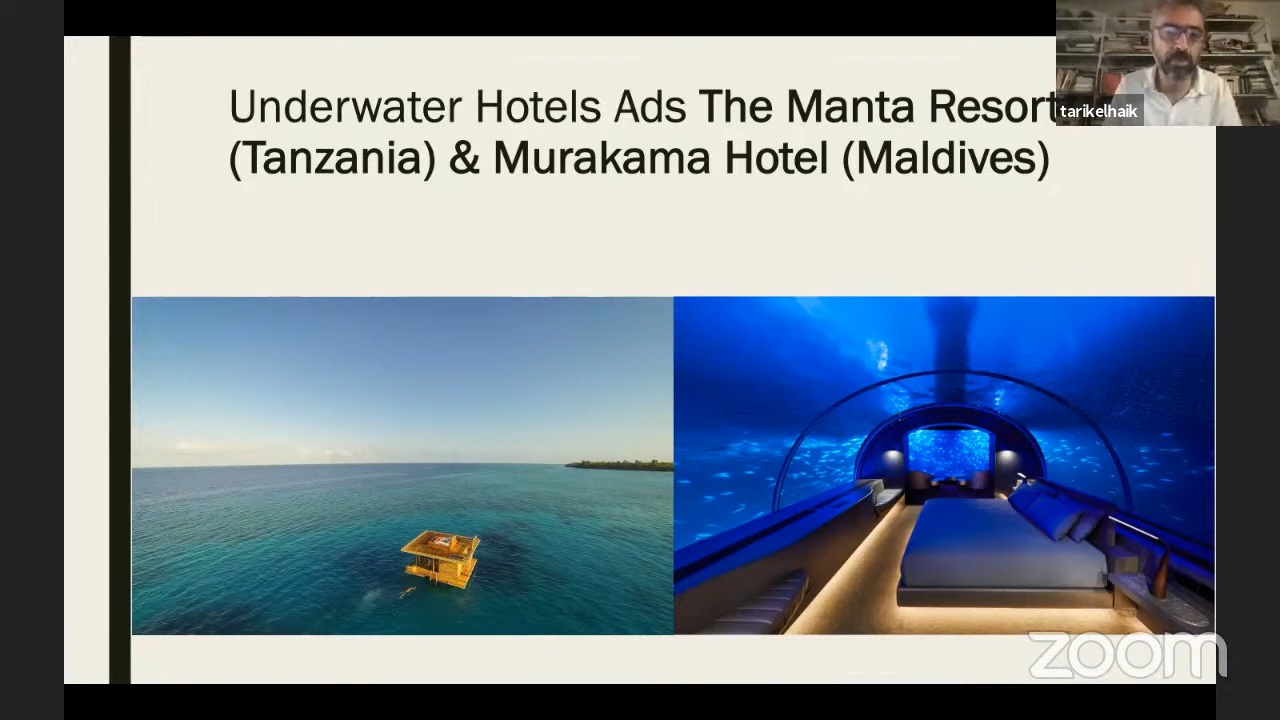 Underwater Hotels Ads The Manta Resort
(Tanzania) & Murakama Hotel (Maldives)
tarikelhaik
zoom